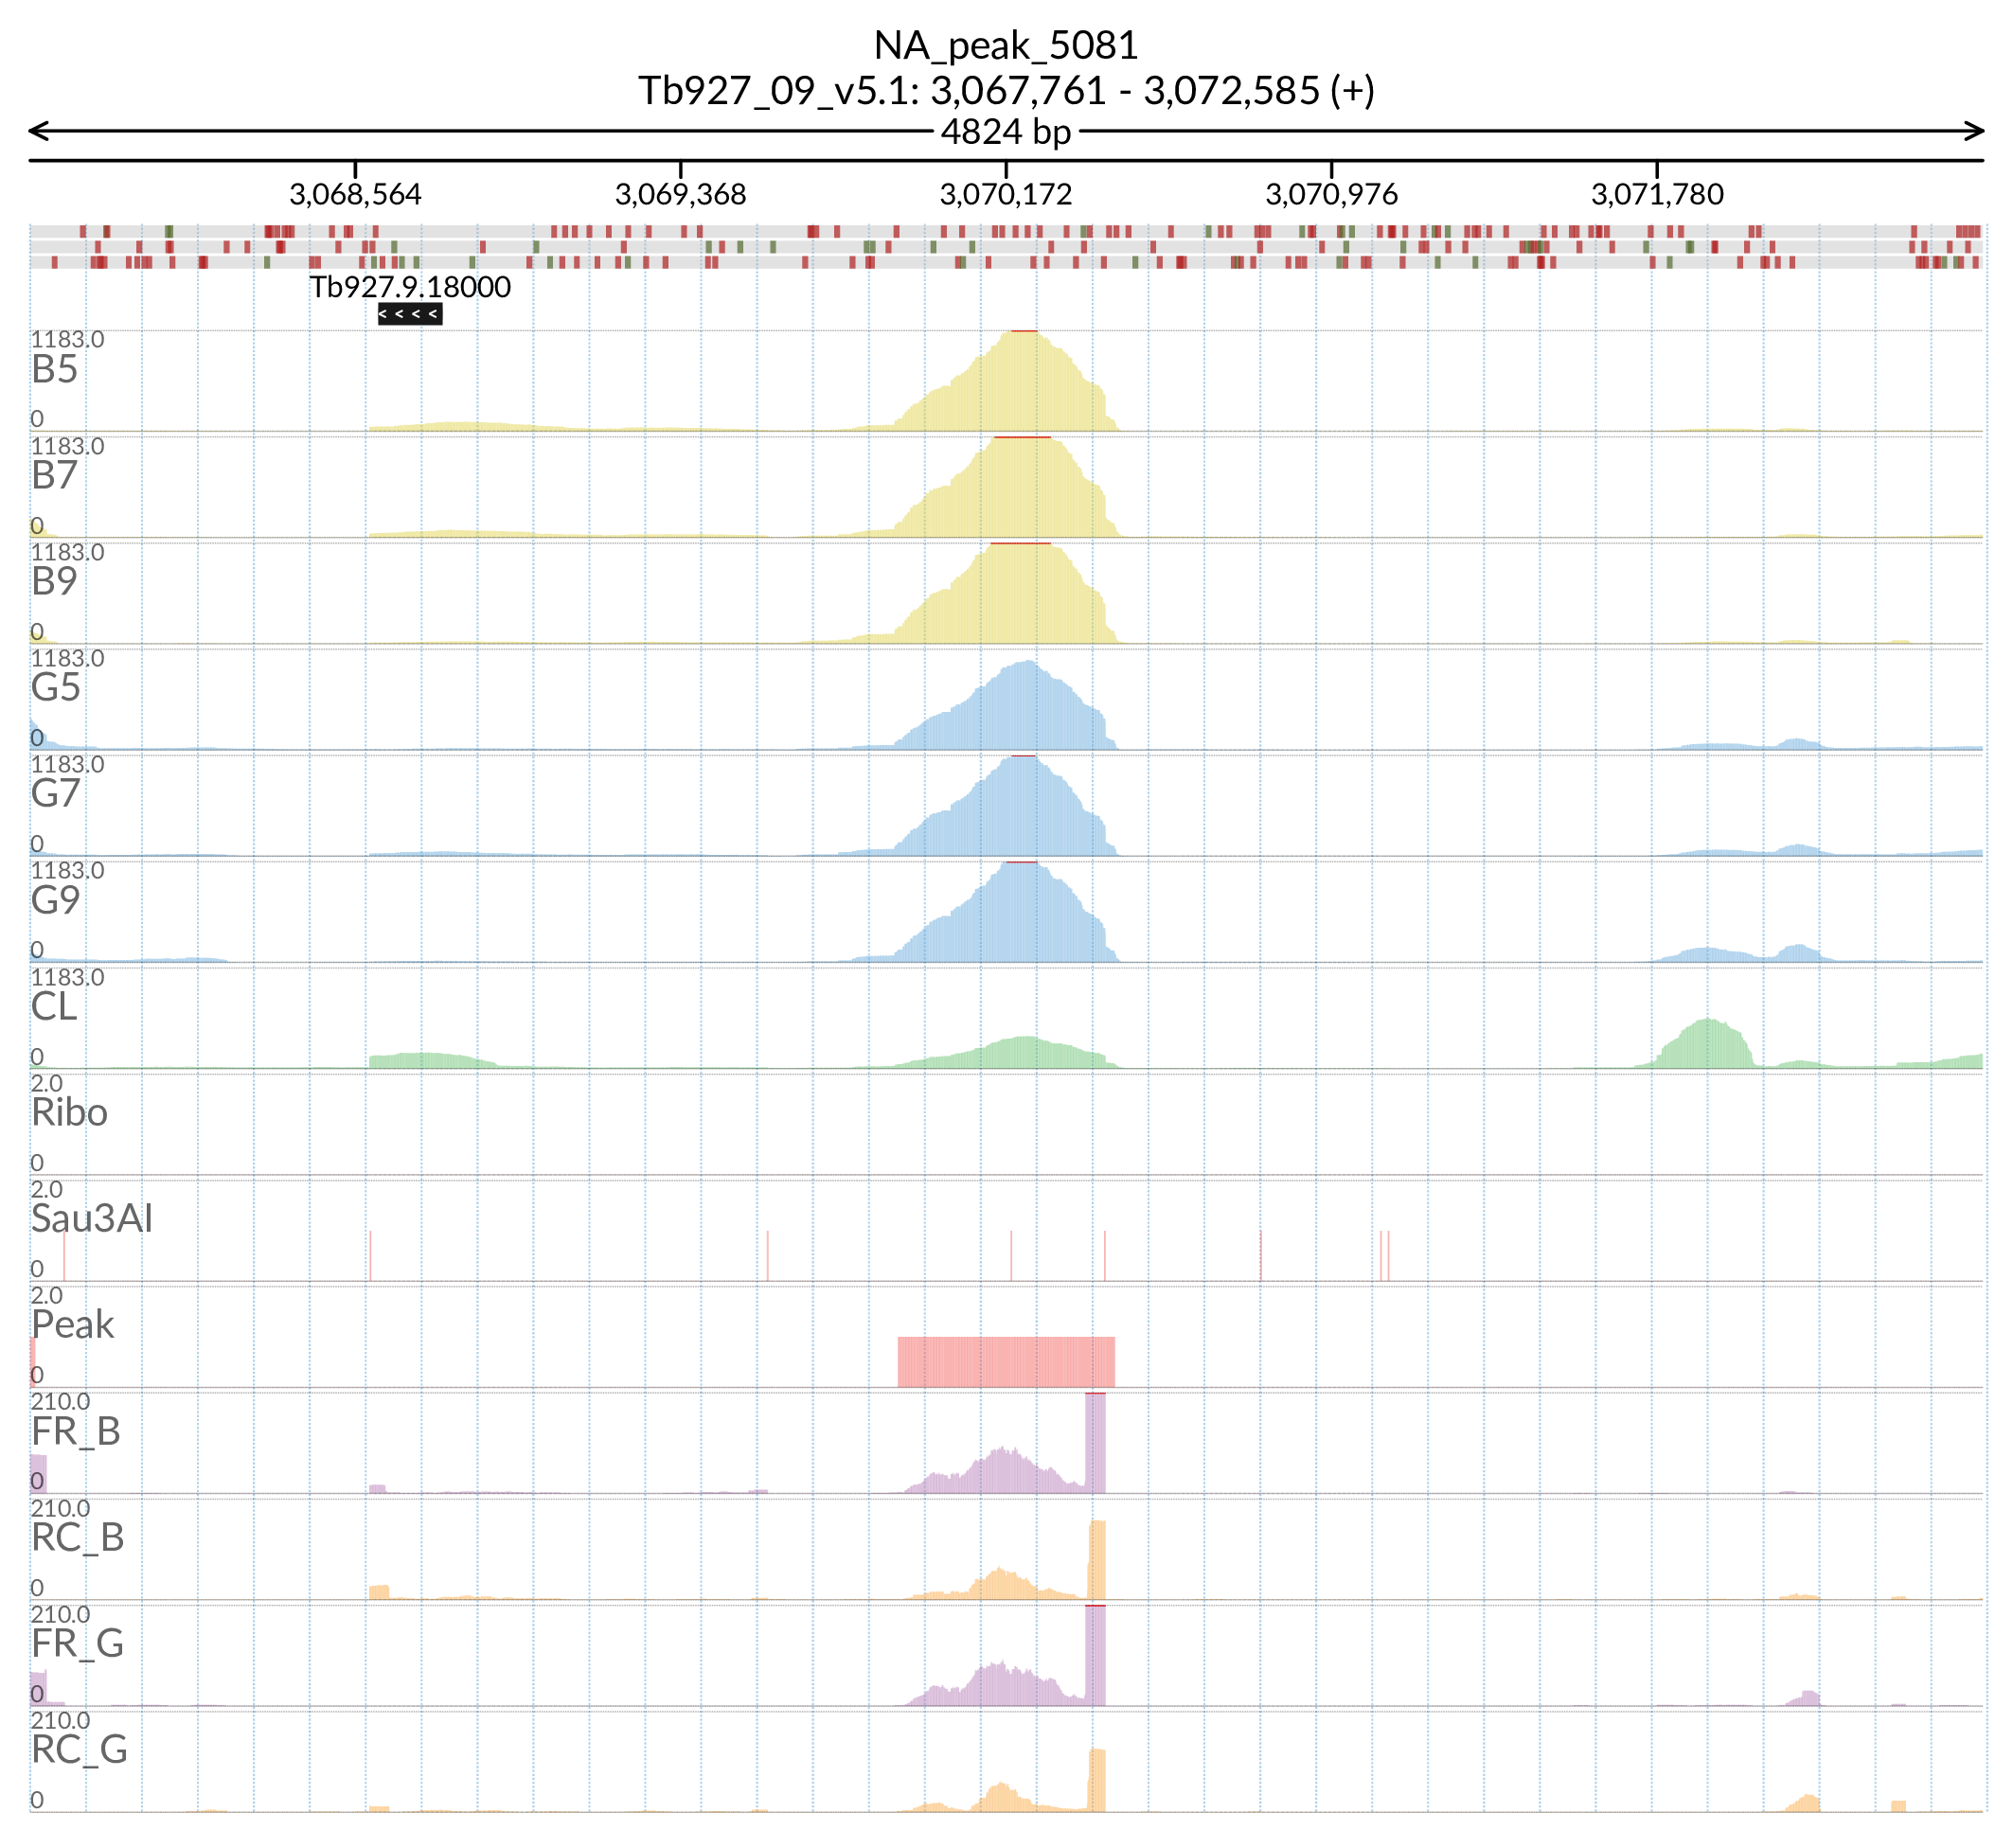 NA_peak_5081
Tb927_09_v5.1: 3,067,761 - 3,072,585 (+)
4824 bp
3,068,564 3,069,368 3,070,172 3,070,976 3,071,780
Tb927.9.18000
< < < <
1183.0
B5
0
1183.0
B7
0
1183.0
B9
0
1183.0
G5
0
1183.0
G7
0
1183.0
G9
0
1183.0
CL
0
2.0
Ribo
0
2.0
Sau3AI
0
2.0
Peak
0
210.0
FR_B
0
210.0
RC_B
0
210.0
FR_G
0
210.0
RC_G
0